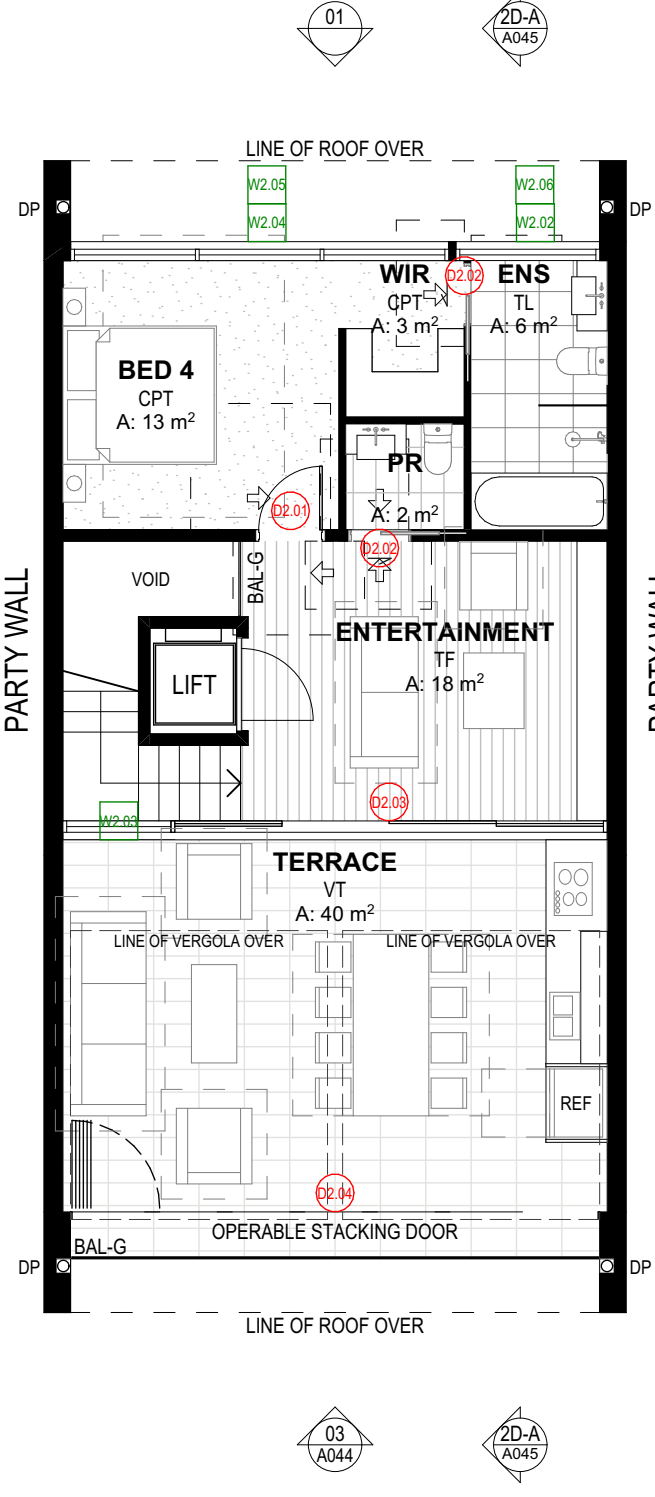 01
2D-A
A045
LINE OF ROOF OVER
W2.05
W2.06
DP
W2.04
W2.02
DP
WIR
CPT
A: 3 m²
D2.02
ENS
TL
A: 6 m²
BED 4
CPT
A: 13 m²
PR
A: 2 m²
D2.01
D2.02
VOID
BAL-G
PARTY WALL
PARTY WALL
ENTERTAINMENT
TF
A: 18 m²
LIFT
D2.03
W2.03
TERRACE
VT
A: 40 m²
LINE OF VERGOLA OVER
LINE OF VERGOLA OVER
REF
D2.04
OPERABLE STACKING DOOR
BAL-G
DP
DP
LINE OF ROOF OVER
03
A044
2D-A
A045